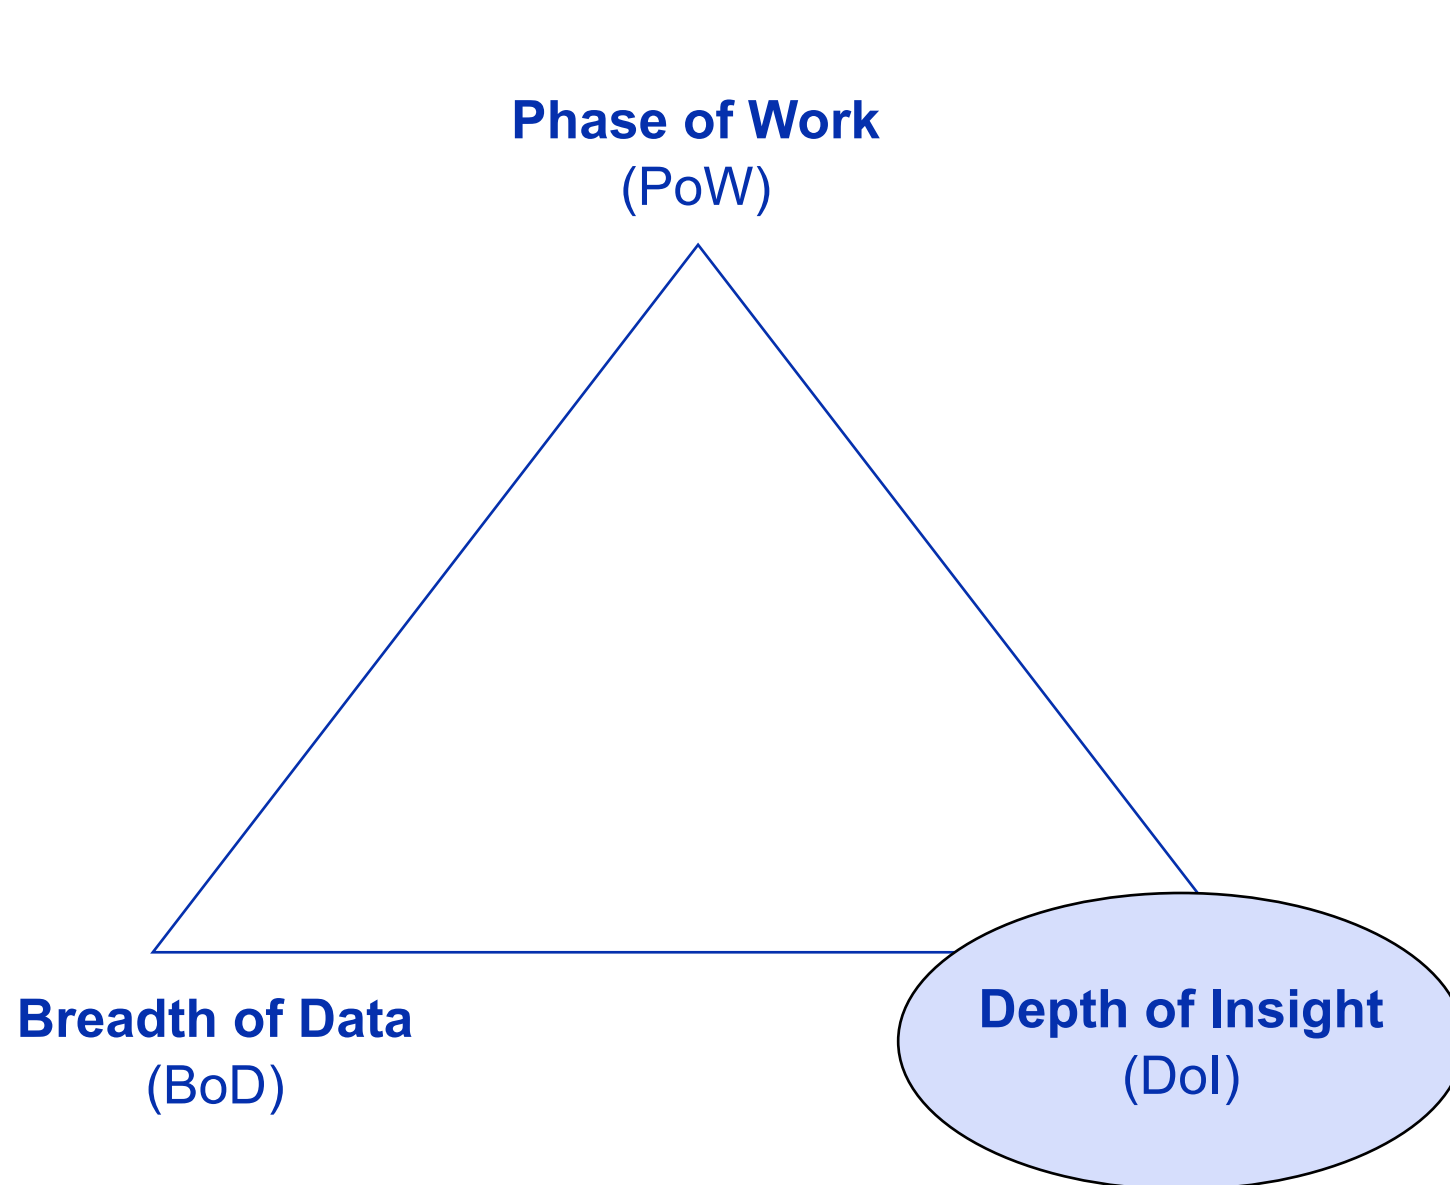 Phase of Work
(PoW)
Breadth of Data
(BoD)
Depth of Insight
(DoI)